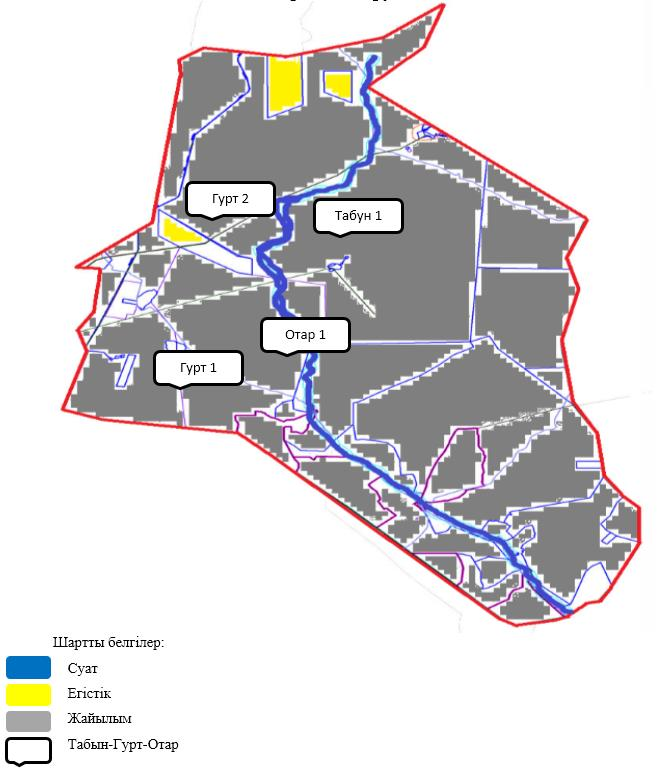 Гурт 2
Табун 1
Отар 1
Гурт 1
Шартты белгілер:
Суат
Егістік
Жайылым
Табын-Гурт-Отар